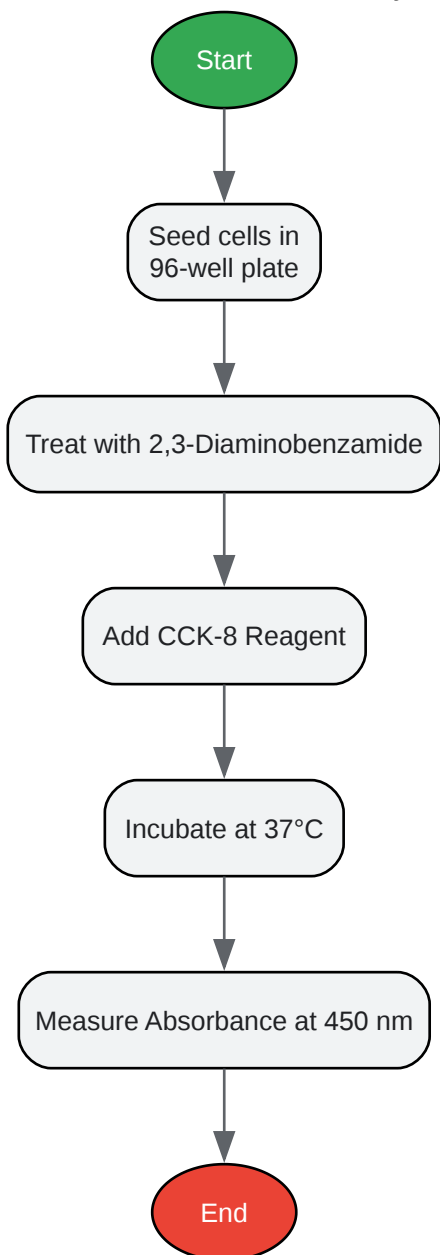 Start
Seed cells in
96-well plate
Treat with 2,3-Diaminobenzamide
Add CCK-8 Reagent
Incubate at 37°C
Measure Absorbance at 450 nm
End